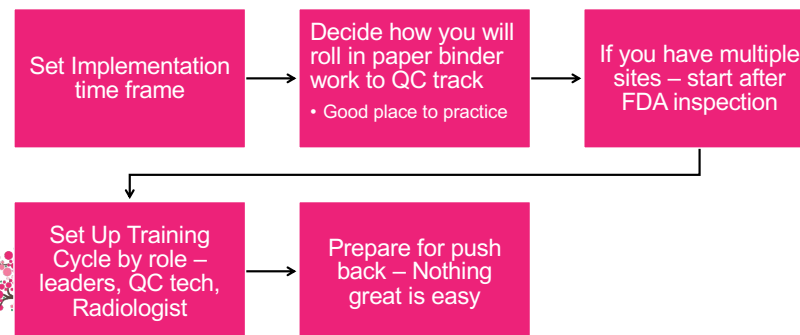 Set Implementation
time frame
Decide how you will
roll in paper binder
work to QC track
• Good place to practice
If you have multiple
sites – start after
FDA inspection
Set Up Training
Cycle by role –
leaders, QC tech,
Radiologist
Prepare for push
back – Nothing
great is easy